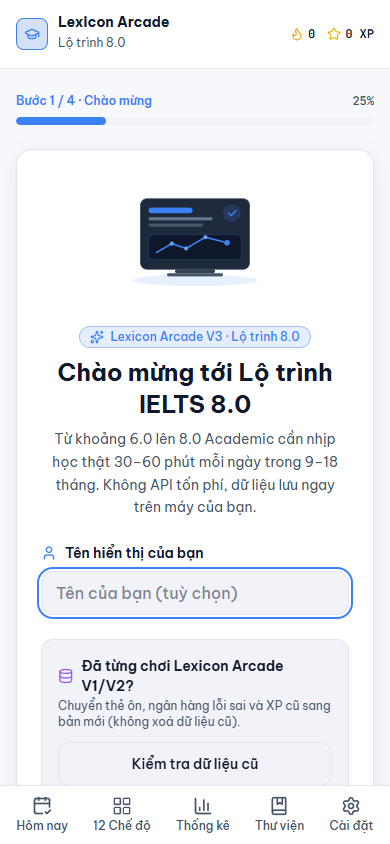 Lexicon Arcade
Lộ trình 8.0
0
0 XP
Bước 1 / 4 · Chào mừng
25%
Lexicon Arcade V3 · Lộ trình 8.0
Chào mừng tới Lộ trình
IELTS 8.0
Từ khoảng 6.0 lên 8.0 Academic cần nhịp
học thật 30–60 phút mỗi ngày trong 9–18
tháng. Không API tốn phí, dữ liệu lưu ngay
trên máy của bạn.
Tên hiển thị của bạn
Tên của bạn (tuỳ chọn)
Đã từng chơi Lexicon Arcade
V1/V2?
Chuyển thẻ ôn, ngân hàng lỗi sai và XP cũ sang
bản mới (không xoá dữ liệu cũ).
Kiểm tra dữ liệu cũ
Hôm nay
12 Chế độ
Thống kê
Thư viện
Cài đặt